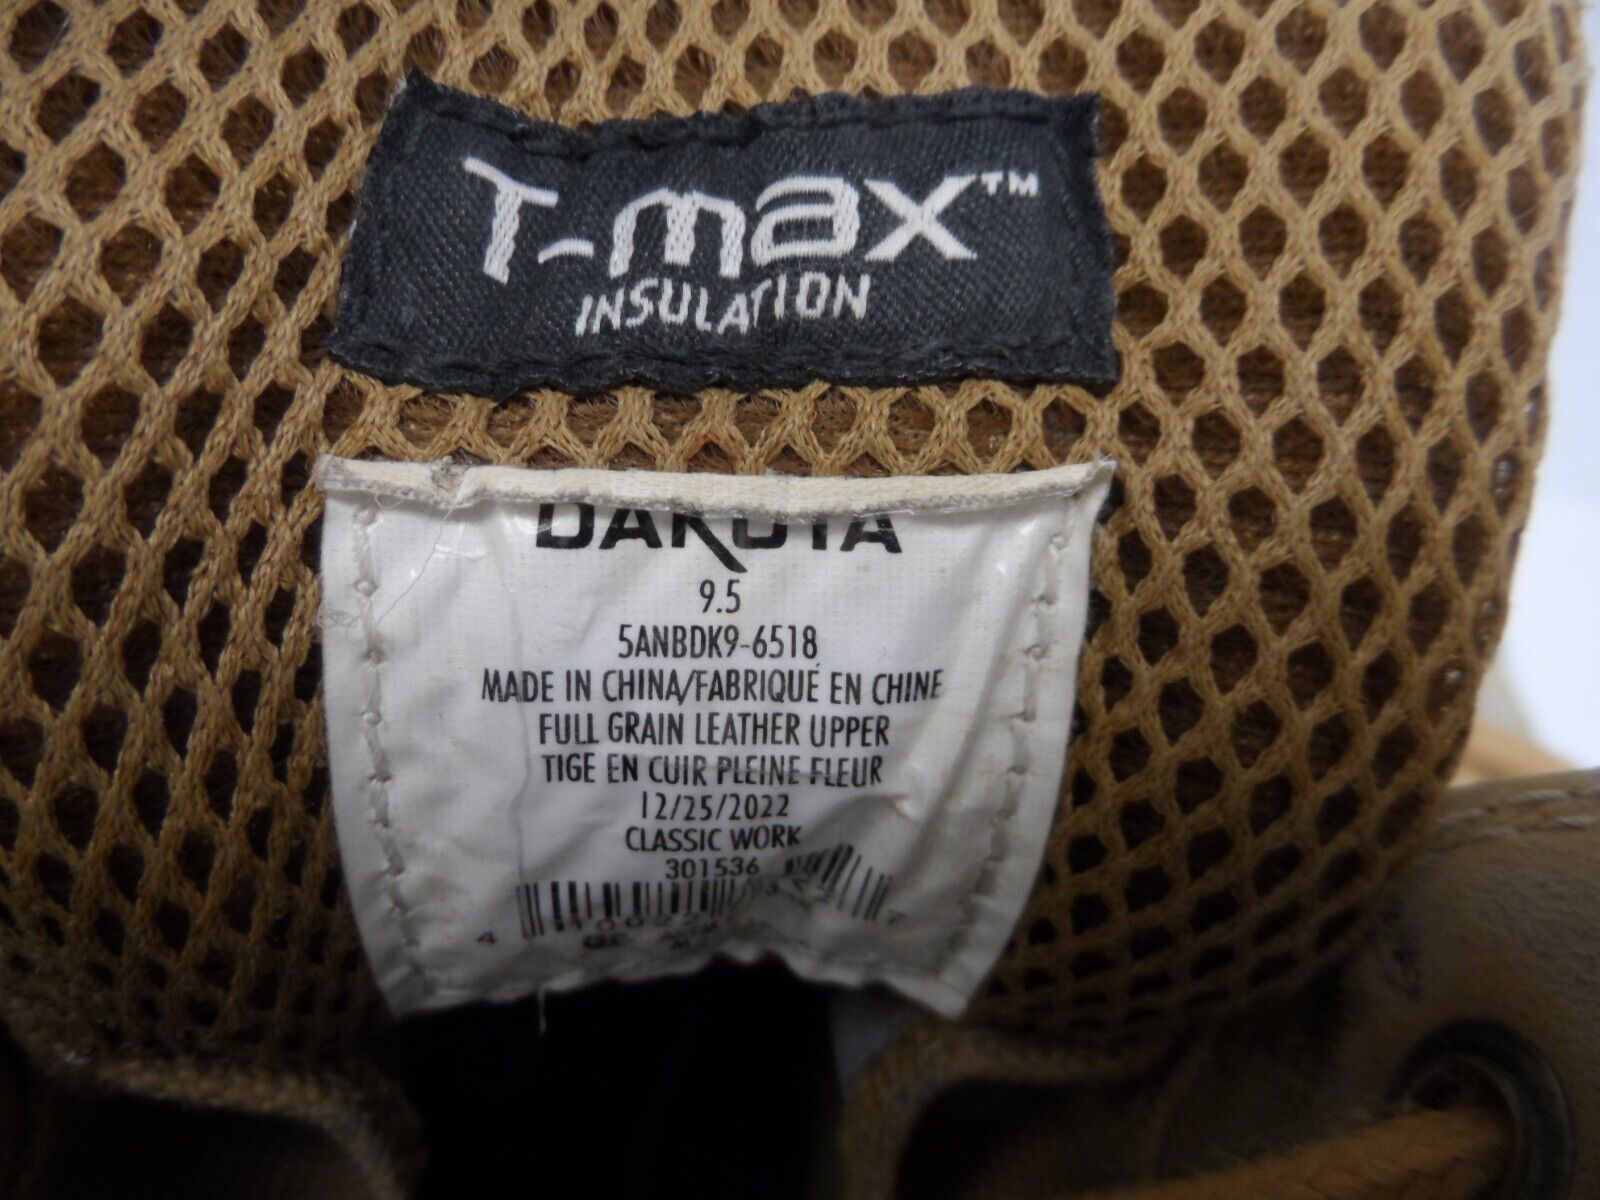 T-max™
INSULATION
DAKOTA
9.5
5ANBDK9-6518
MADE IN CHINA/FABRIQUÉ EN CHINE
FULL GRAIN LEATHER UPPER
TIGE EN CUIR PLEINE FLEUR
12/25/2022
CLASSIC WORK
301536